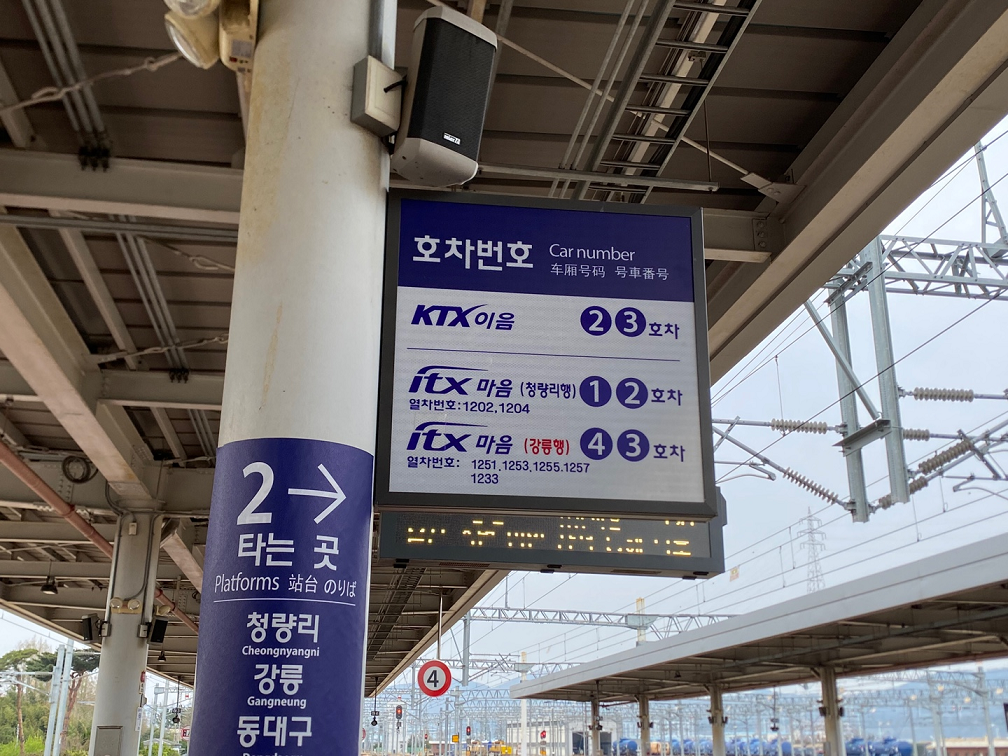 호차번호 Car number
车厢号码 号車番号
KTX이음 2 3 호차
itx 마음 (청량리행) 1 2 호차
열차번호:1202.1204
itx 마음 (강릉행) 4 3 호차
열차번호: 1251.1253.1255.1257
1233
2 →
타는 곳
Platforms 站台 のりば
청량리
Cheongnyangni
강릉
Gangneung
동대구
4